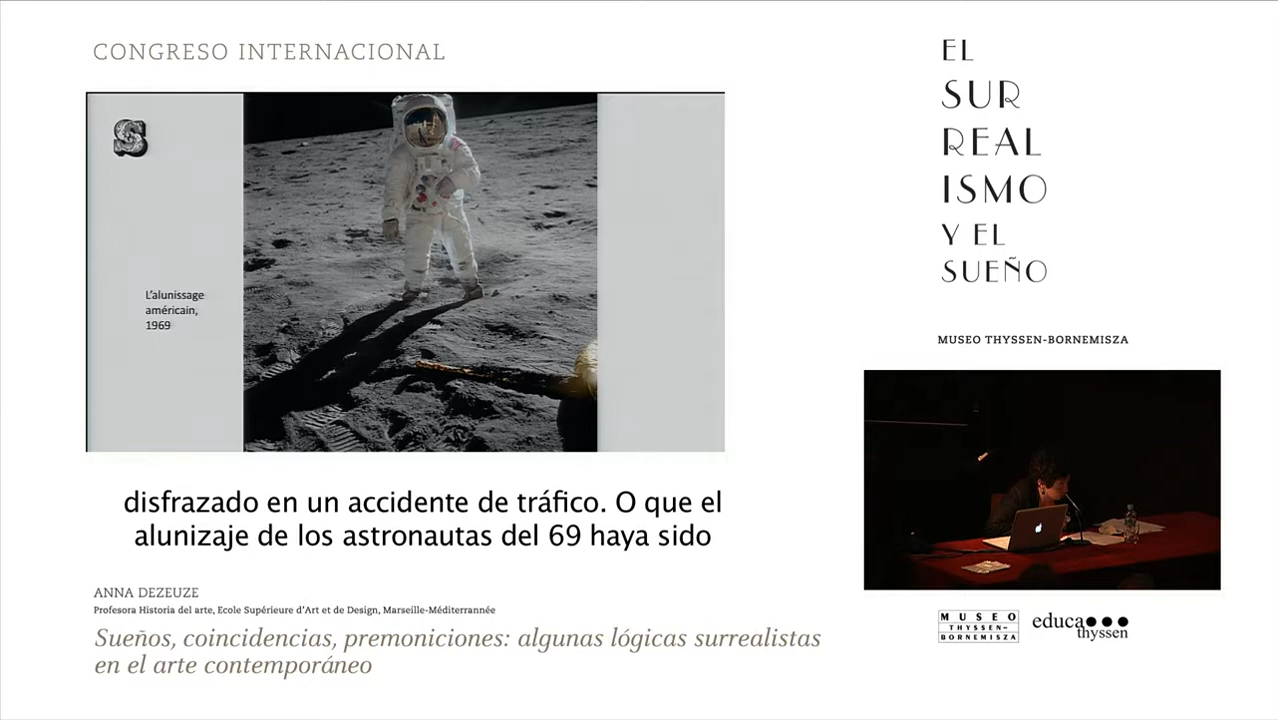 CONGRESO INTERNACIONAL
S
L'alunissage
américain,
1969
disfrazado en un accidente de tráfico. O que el
alunizaje de los astronautas del 69 haya sido
ANNA DEZEUZE
Profesora Historia del arte, Ecole Supérieure d'Art et de Design, Marseille-Méditerrannée
Sueños, coincidencias, premoniciones: algunas lógicas surrealistas
en el arte contemporáneo
EL
SUR
REAL
ISMO
Y EL
SUEÑO
MUSEO THYSSEN-BORNEMISZA
MUSEO
THYSSEN-
BORNEMISZA
educa
thyssen